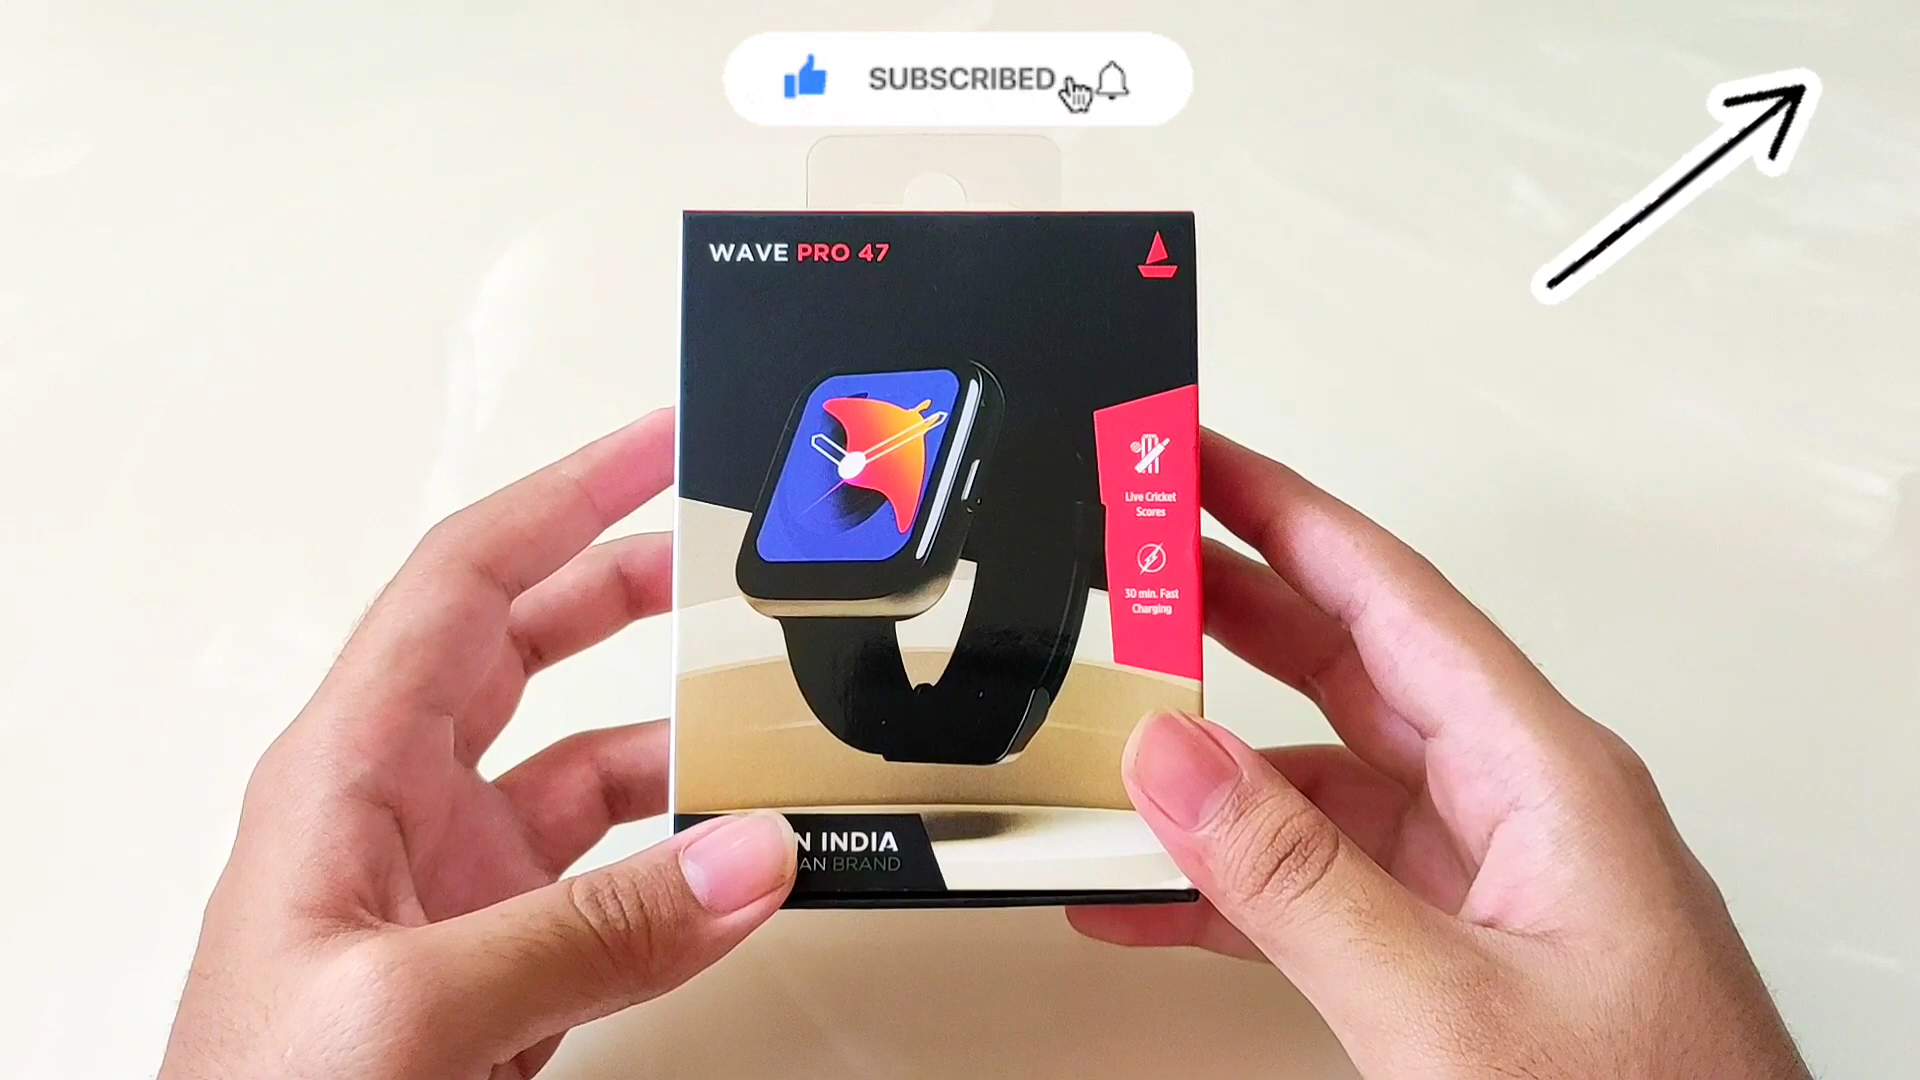 SUBSCRIBED
WAVE PRO 47
Live Cricket
Scores
30 min. Fast
Charging
N INDIA
AN BRAND